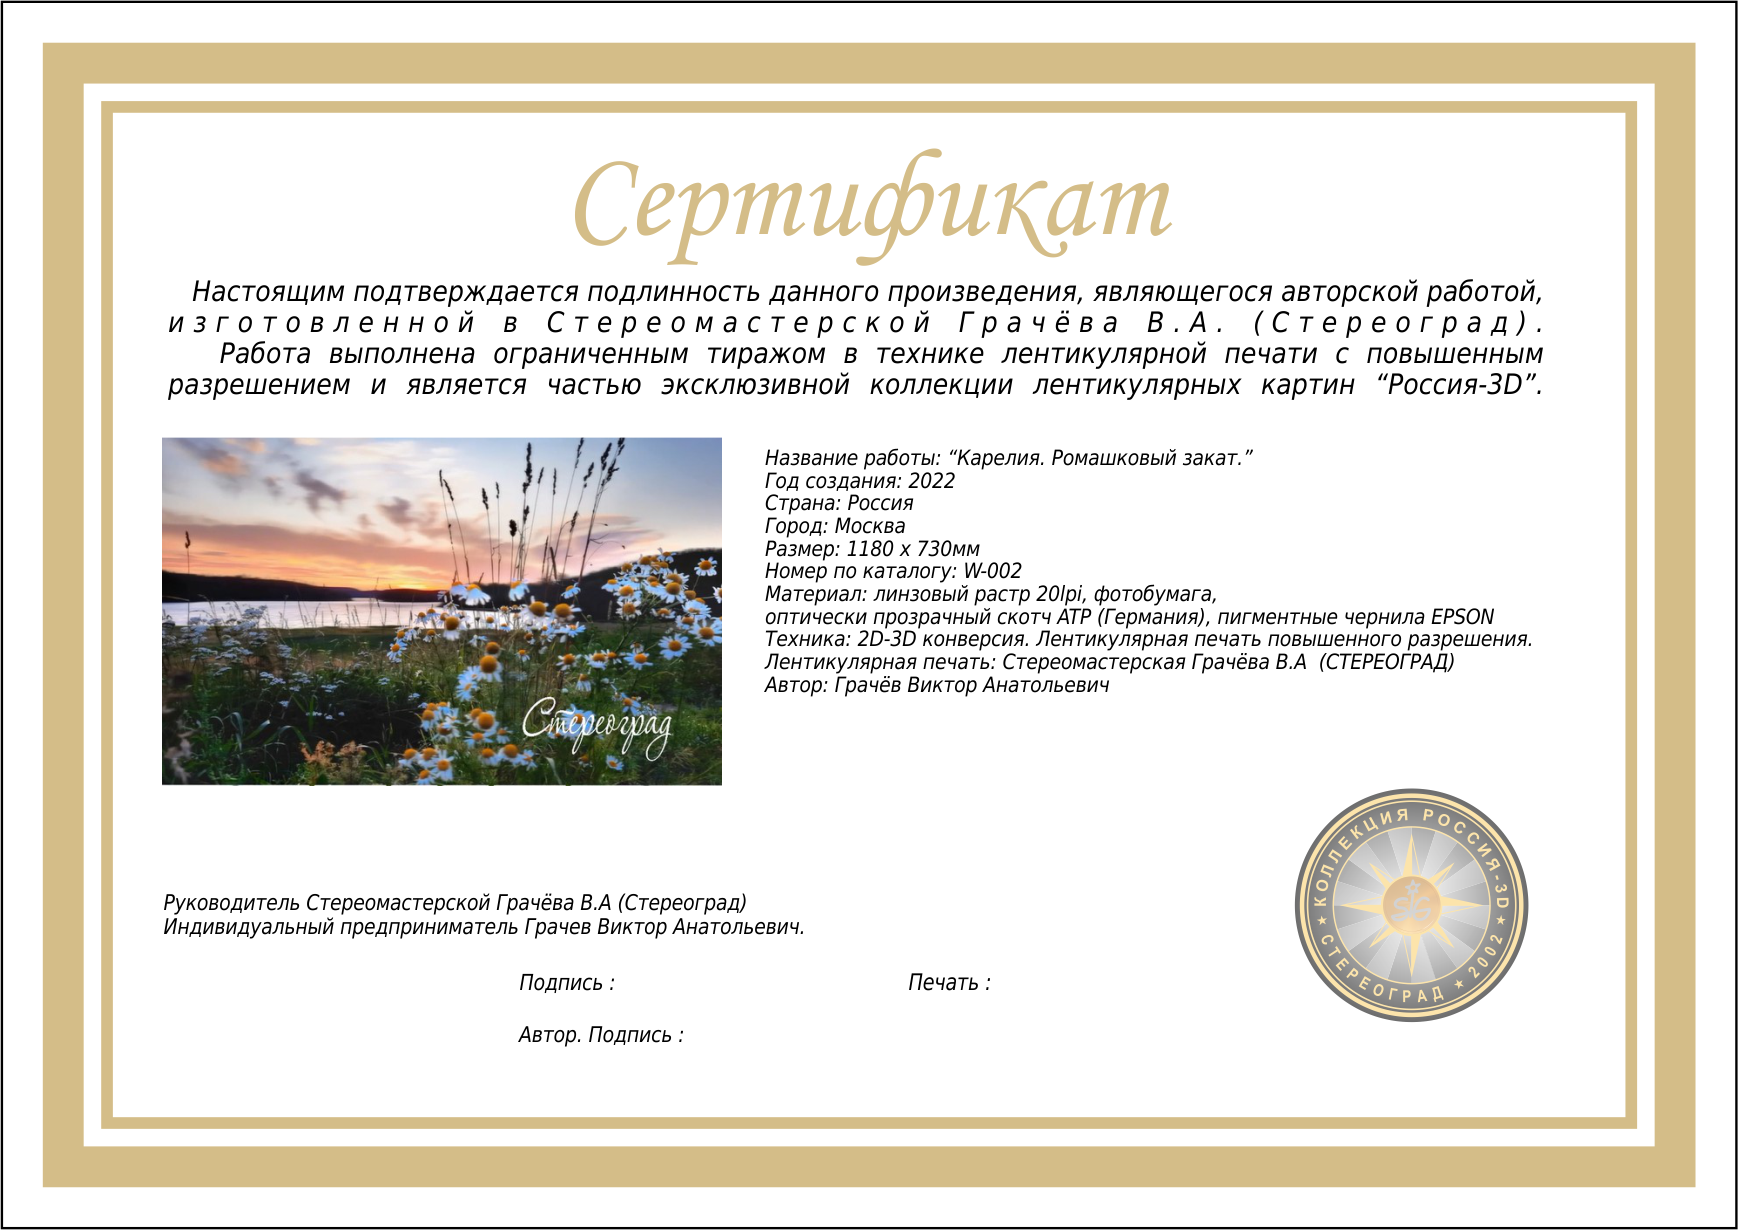 Сертификат
Настоящим подтверждается подлинность данного произведения, являющегося авторской работой,
изготовленной в Стереомастерской Грачёва В.А. (Стереоград).
Работа выполнена ограниченным тиражом в технике лентикулярной печати с повышенным
разрешением и является частью эксклюзивной коллекции лентикулярных картин “Россия-3D”.
Название работы: “Карелия. Ромашковый закат.”
Год создания: 2022
Страна: Россия
Город: Москва
Размер: 1180 х 730мм
Номер по каталогу: W-002
Материал: линзовый растр 20lpi, фотобумага,
оптически прозрачный скотч ATP (Германия), пигментные чернила EPSON
Техника: 2D-3D конверсия. Лентикулярная печать повышенного разрешения.
Лентикулярная печать: Стереомастерская Грачёва В.А (СТЕРЕОГРАД)
Автор: Грачёв Виктор Анатольевич
Стереоград
КОЛЛЕКЦИЯ РОССИЯ-3D
СТЕРЕОГРАД ★ 2002
Руководитель Стереомастерской Грачёва В.А (Стереоград)
Индивидуальный предприниматель Грачев Виктор Анатольевич.
Подпись :
Печать :
Автор. Подпись :